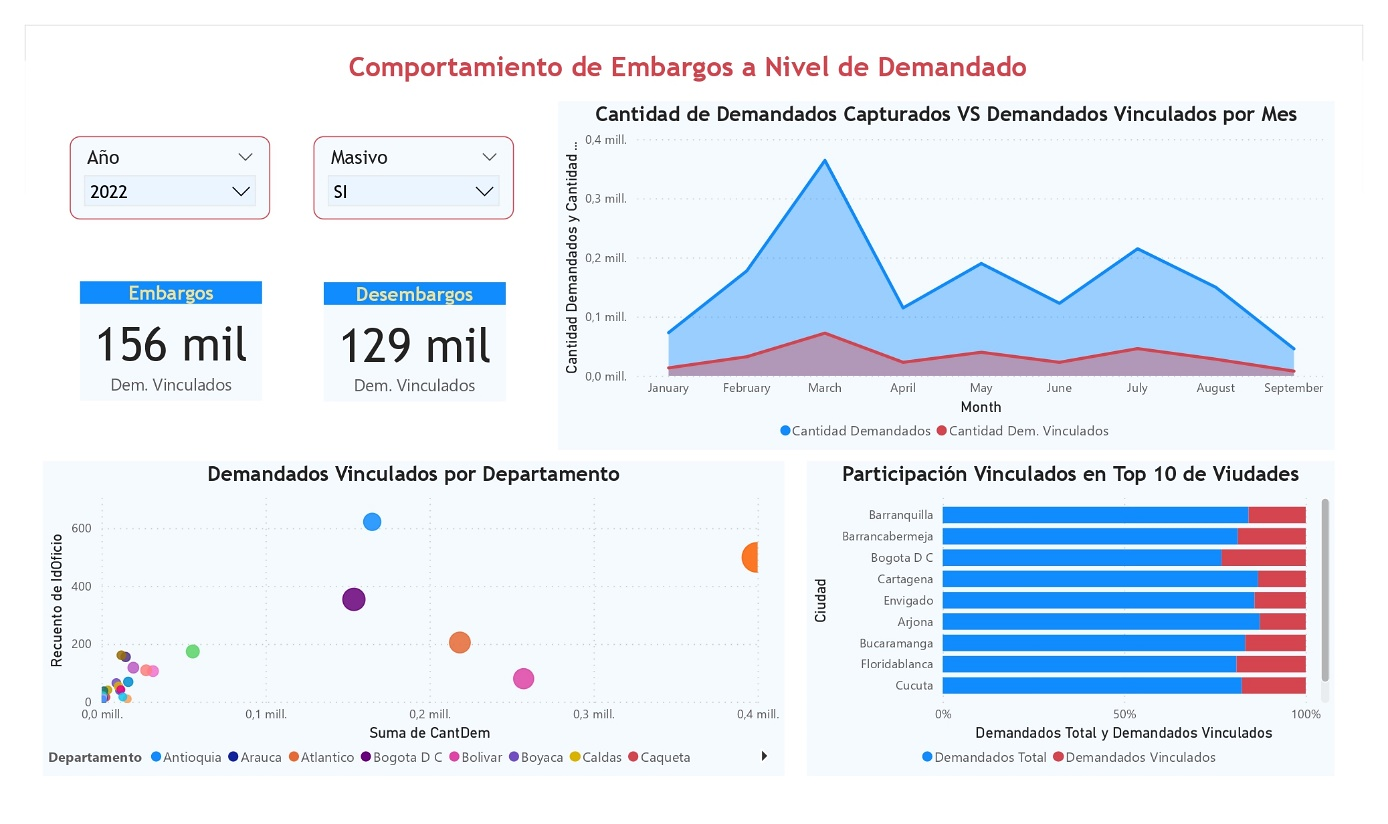 Comportamiento de Embargos a Nivel de Demandado
Año
2022
Masivo
SI
Embargos
156 mil
Dem. Vinculados
Desembargos
129 mil
Dem. Vinculados
Cantidad de Demandados Capturados VS Demandados Vinculados por Mes
Cantidad Demandados y Cantidad ...
0,4 mill.
0,3 mill.
0,2 mill.
0,1 mill.
0,0 mill.
January February March April May June July August September
Month
Cantidad Demandados Cantidad Dem. Vinculados
Demandados Vinculados por Departamento
Recuento de IdOficio
600
400
200
0
0,0 mill. 0,1 mill. 0,2 mill. 0,3 mill. 0,4 mill.
Suma de CantDem
Departamento Antioquia Arauca Atlantico Bogota D C Bolivar Boyaca Caldas Caqueta
Participación Vinculados en Top 10 de Viudades
Ciudad
Barranquilla
Barrancabermeja
Bogota D C
Cartagena
Envigado
Arjona
Bucaramanga
Floridablanca
Cucuta
0% 50% 100%
Demandados Total y Demandados Vinculados
Demandados Total Demandados Vinculados